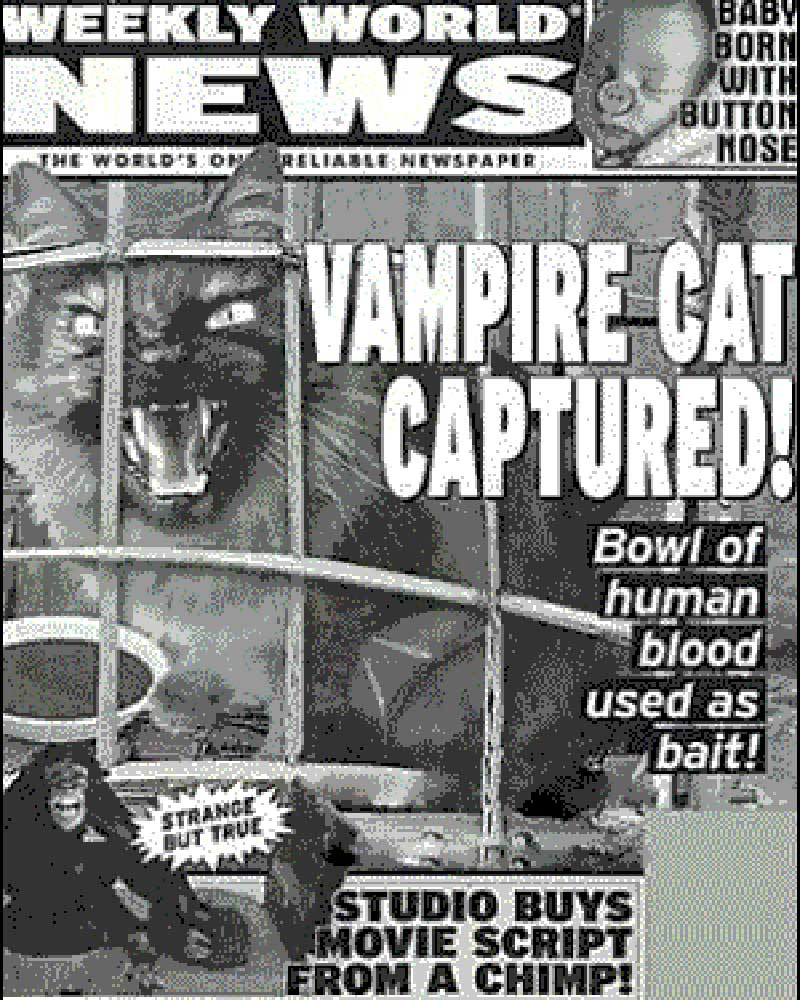 WEEKLY WORLD
NEWS
THE WORLD'S ON RELIABLE NEWSPAPER
BABY
BORN
WITH
BUTTON
NOSE
VAMPIRE CAT
CAPTURED!
Bowl of
human
blood
used as
bait!
STRANGE
BUT TRUE
STUDIO BUYS
MOVIE SCRIPT
FROM A CHIMP!